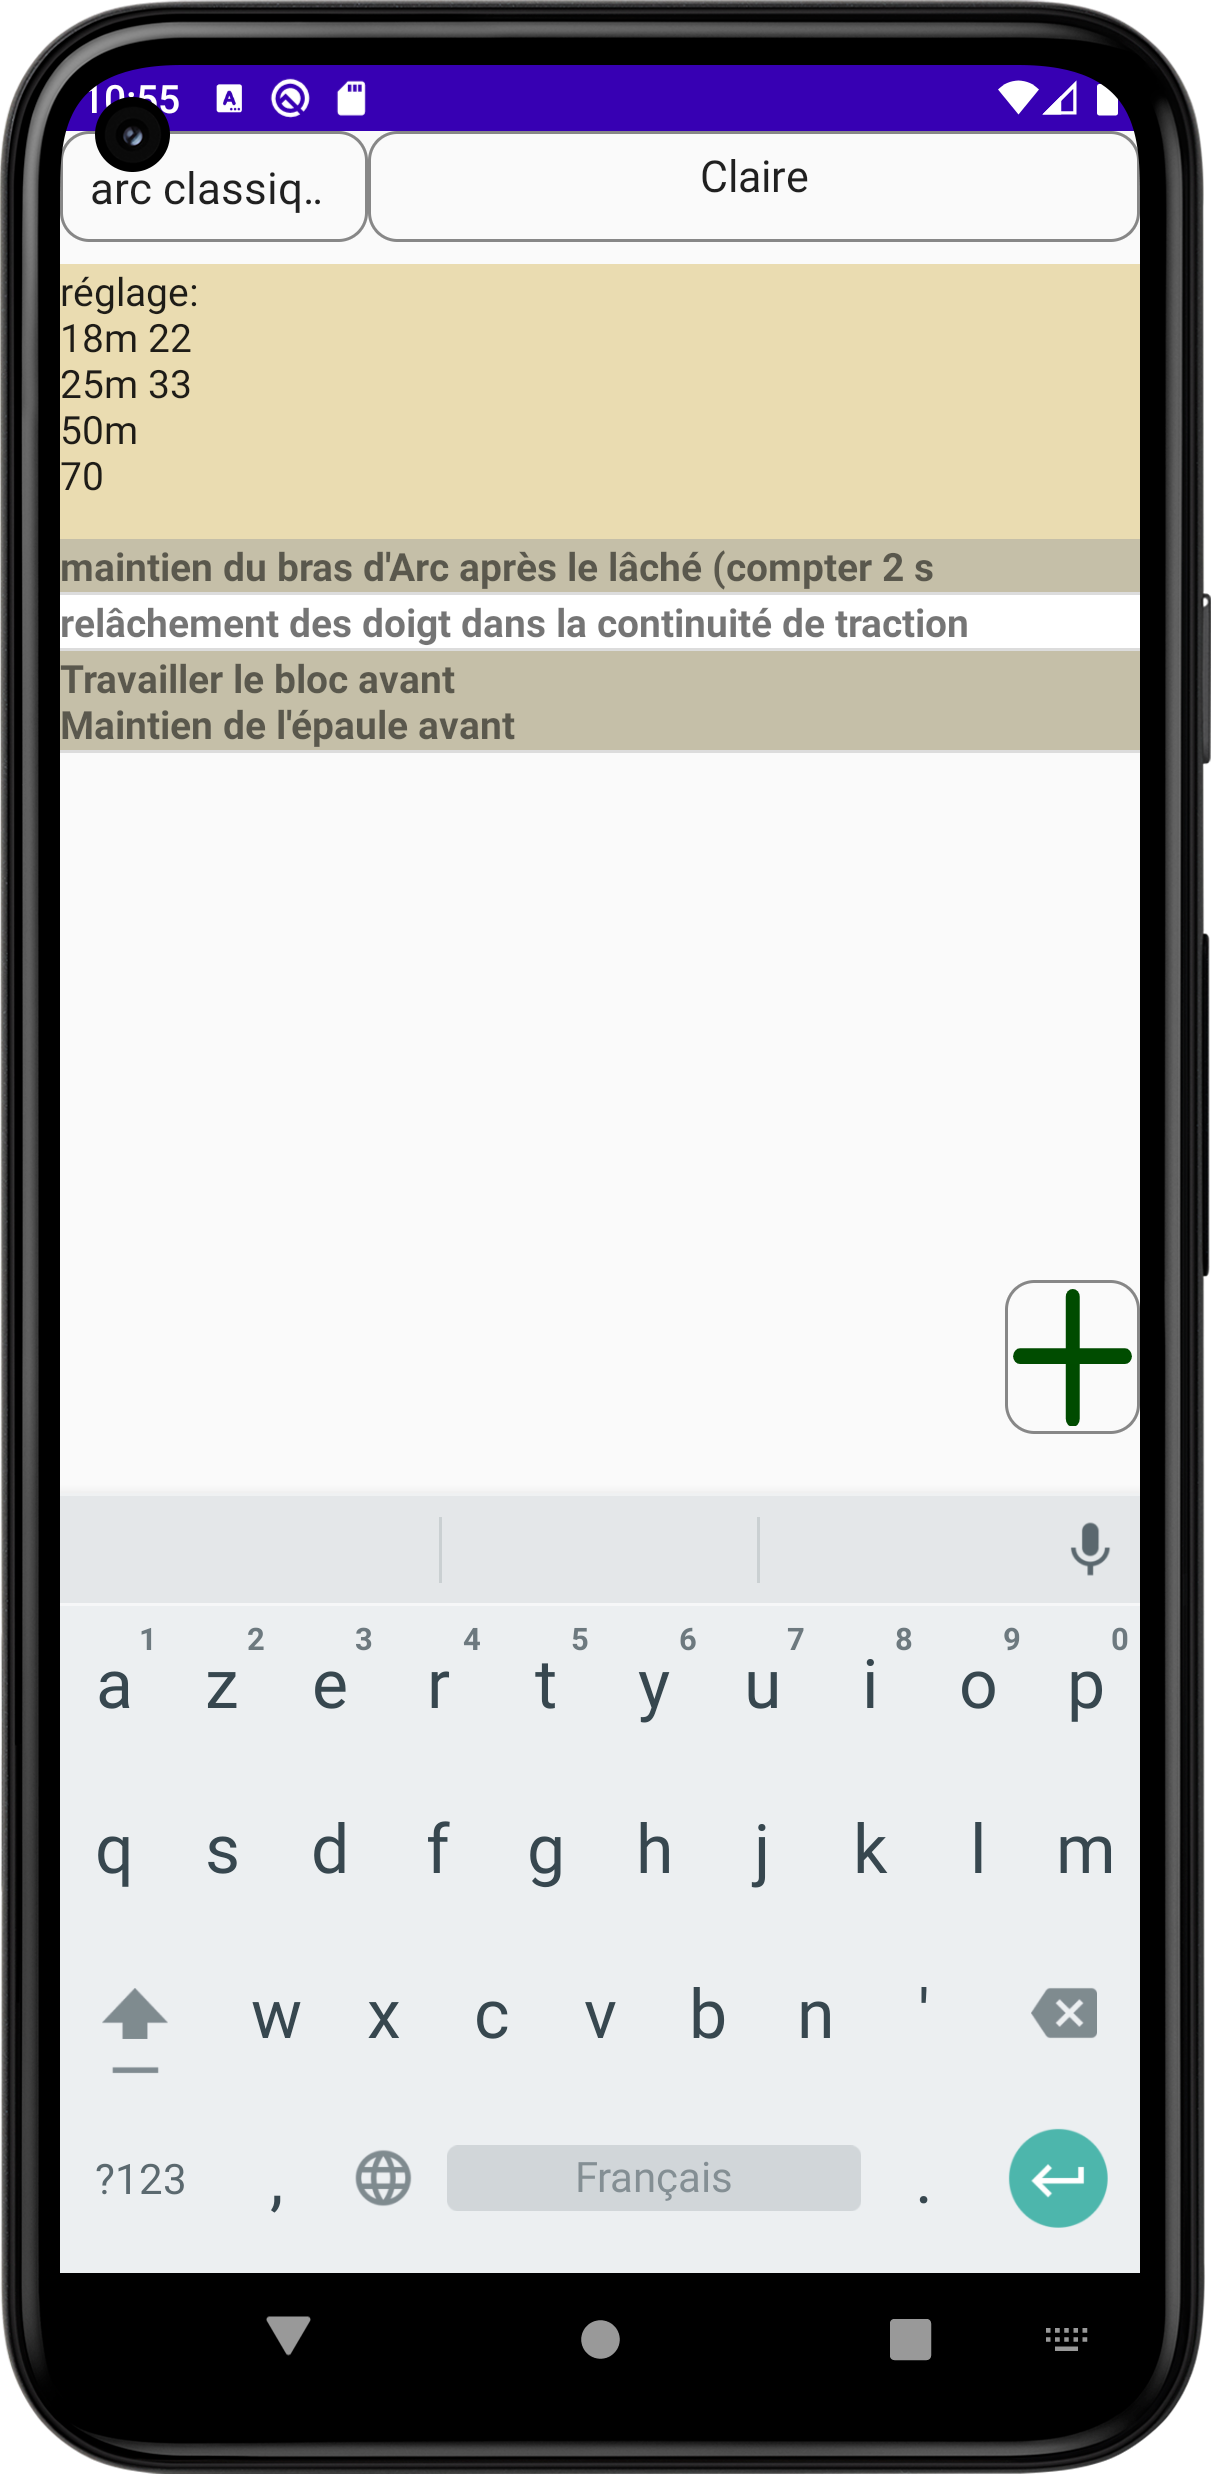 10:55
arc classiq..
Claire
réglage:
18m 22
25m 33
50m
70
maintien du bras d'Arc après le lâché (compter 2 s
relâchement des doigt dans la continuité de traction
Travailler le bloc avant
Maintien de l'épaule avant
1 2 3 4 5 6 7 8 9 0
a z e r t y u i o p
q s d f g h j k l m
w x c v b n '
?123 , Français .